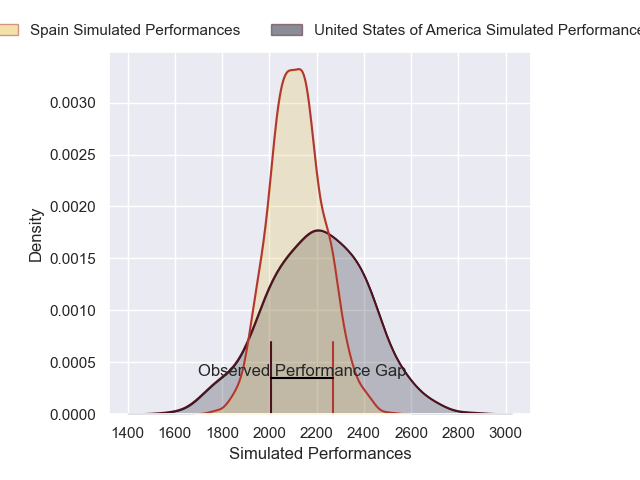 Spain Simulated Performances United States of America Simulated Performance
0.0030
0.0025
0.0020
0.0015
0.0010
0.0005
0.0000
Density
Observed Performance Gap
1400 1600 1800 2000 2200 2400 2600 2800 3000
Simulated Performances